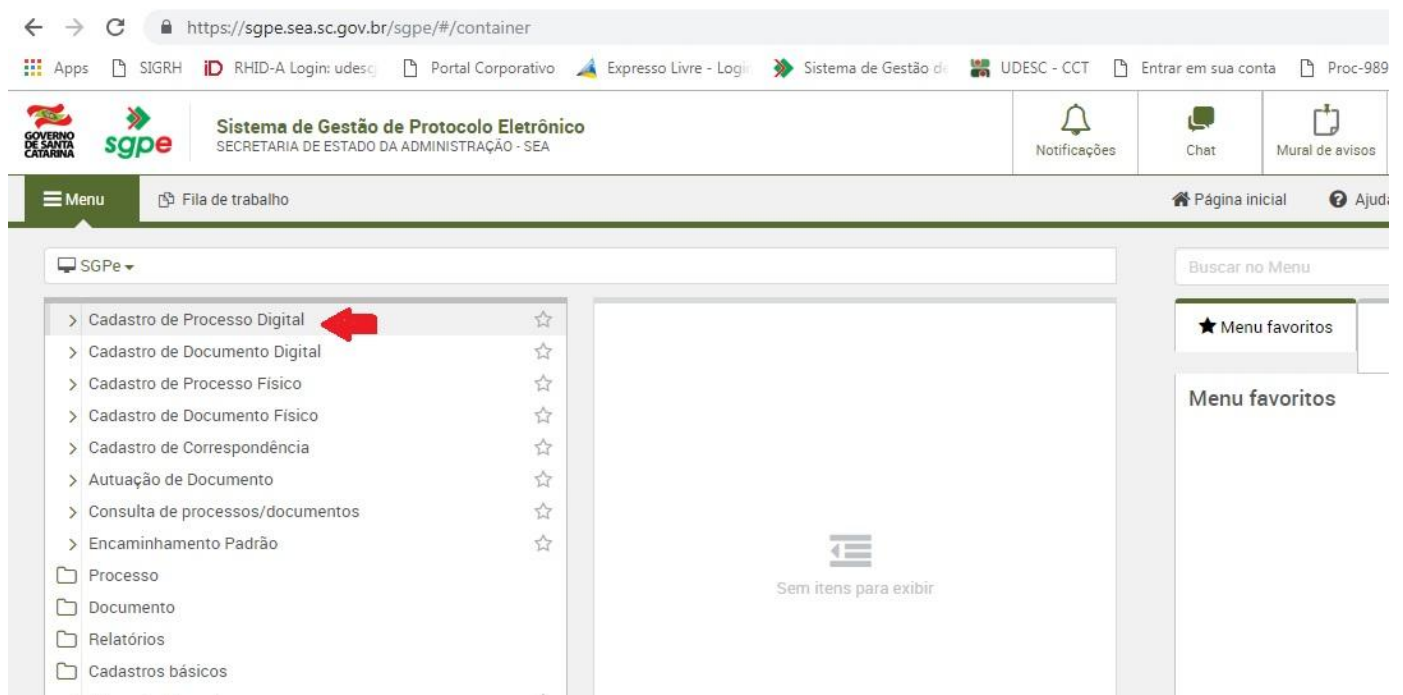 https://sgpe.sea.sc.gov.br/sgpe/#/container
Apps SIGRH iD RHID-A Login: udesc Portal Corporativo Expresso Livre - Login Sistema de Gestão de UDESC - CCT Entrar em sua conta Proc-989
GOVERNO DE SANTA CATARINA
sgpe
Sistema de Gestão de Protocolo Eletrônico
SECRETARIA DE ESTADO DA ADMINISTRAÇÃO - SEA
Notificações Chat Mural de avisos
Menu Fila de trabalho Página inicial Ajuda
SGPe
Buscar no Menu
Cadastro de Processo Digital
Cadastro de Documento Digital
Cadastro de Processo Físico
Cadastro de Documento Físico
Cadastro de Correspondência
Autuação de Documento
Consulta de processos/documentos
Encaminhamento Padrão
Processo
Documento
Relatórios
Cadastros básicos
Sem itens para exibir
Menu favoritos
Menu favoritos